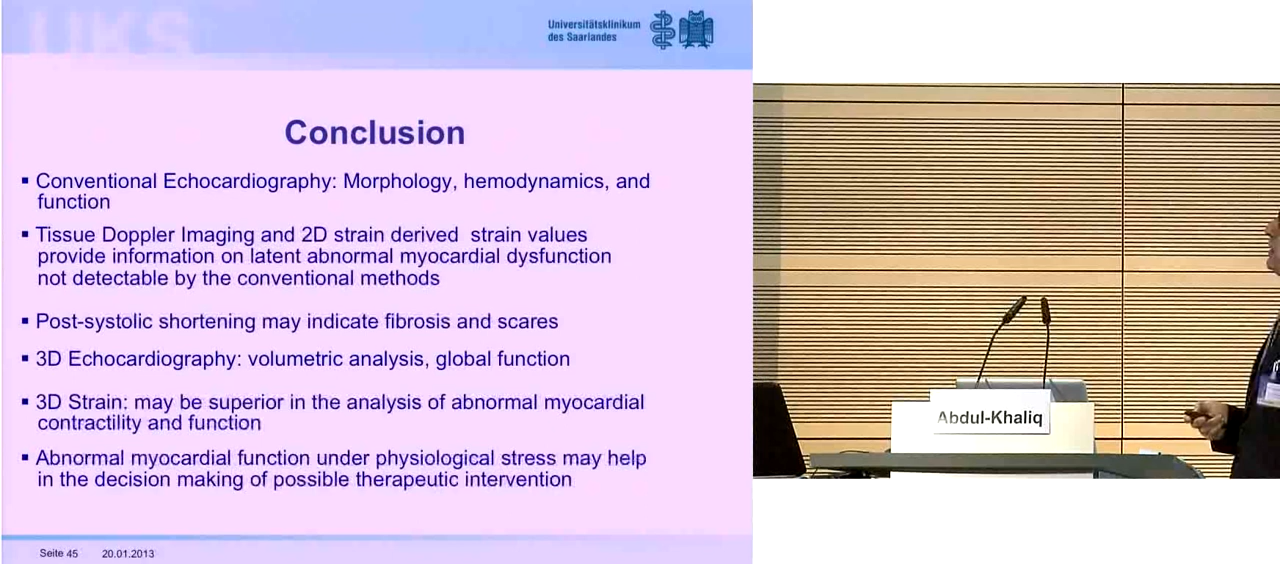 UKS
Universitätsklinikum
des Saarlandes
Conclusion
▪ Conventional Echocardiography: Morphology, hemodynamics, and
function
▪ Tissue Doppler Imaging and 2D strain derived  strain values
provide information on latent abnormal myocardial dysfunction
not detectable by the conventional methods
▪ Post-systolic shortening may indicate fibrosis and scares
▪ 3D Echocardiography: volumetric analysis, global function
▪ 3D Strain: may be superior in the analysis of abnormal myocardial
contractility and function
▪ Abnormal myocardial function under physiological stress may help
in the decision making of possible therapeutic intervention
Seite 45 20.01.2013
Abdul-Khaliq